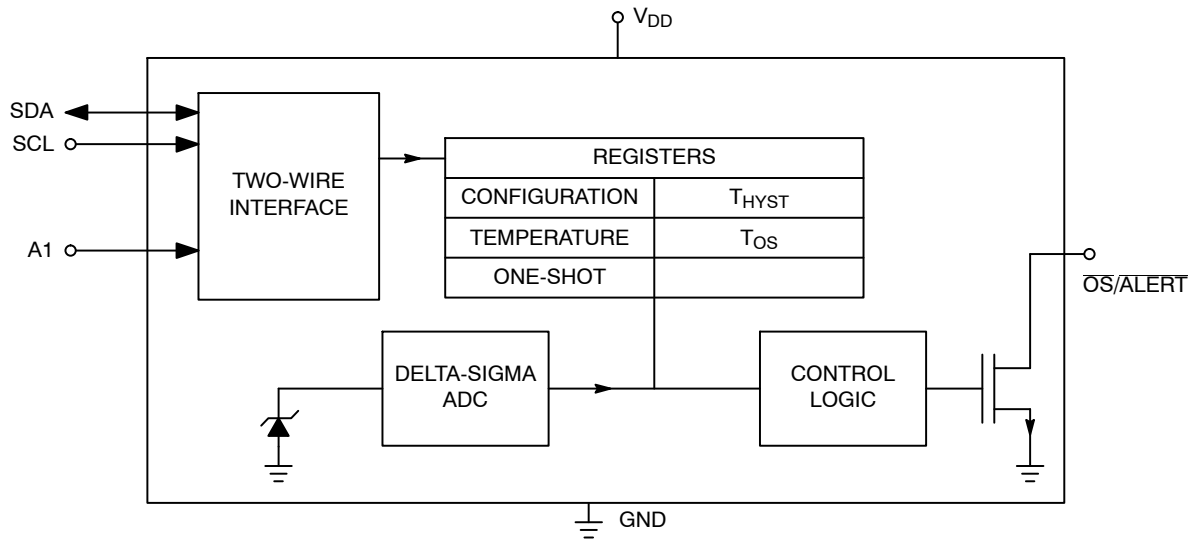 VDD
SDA
SCL
A1
TWO-WIRE
INTERFACE
REGISTERS
CONFIGURATION THYST
TEMPERATURE TOS
ONE-SHOT
OS/ALERT
DELTA-SIGMA
ADC
CONTROL
LOGIC
GND